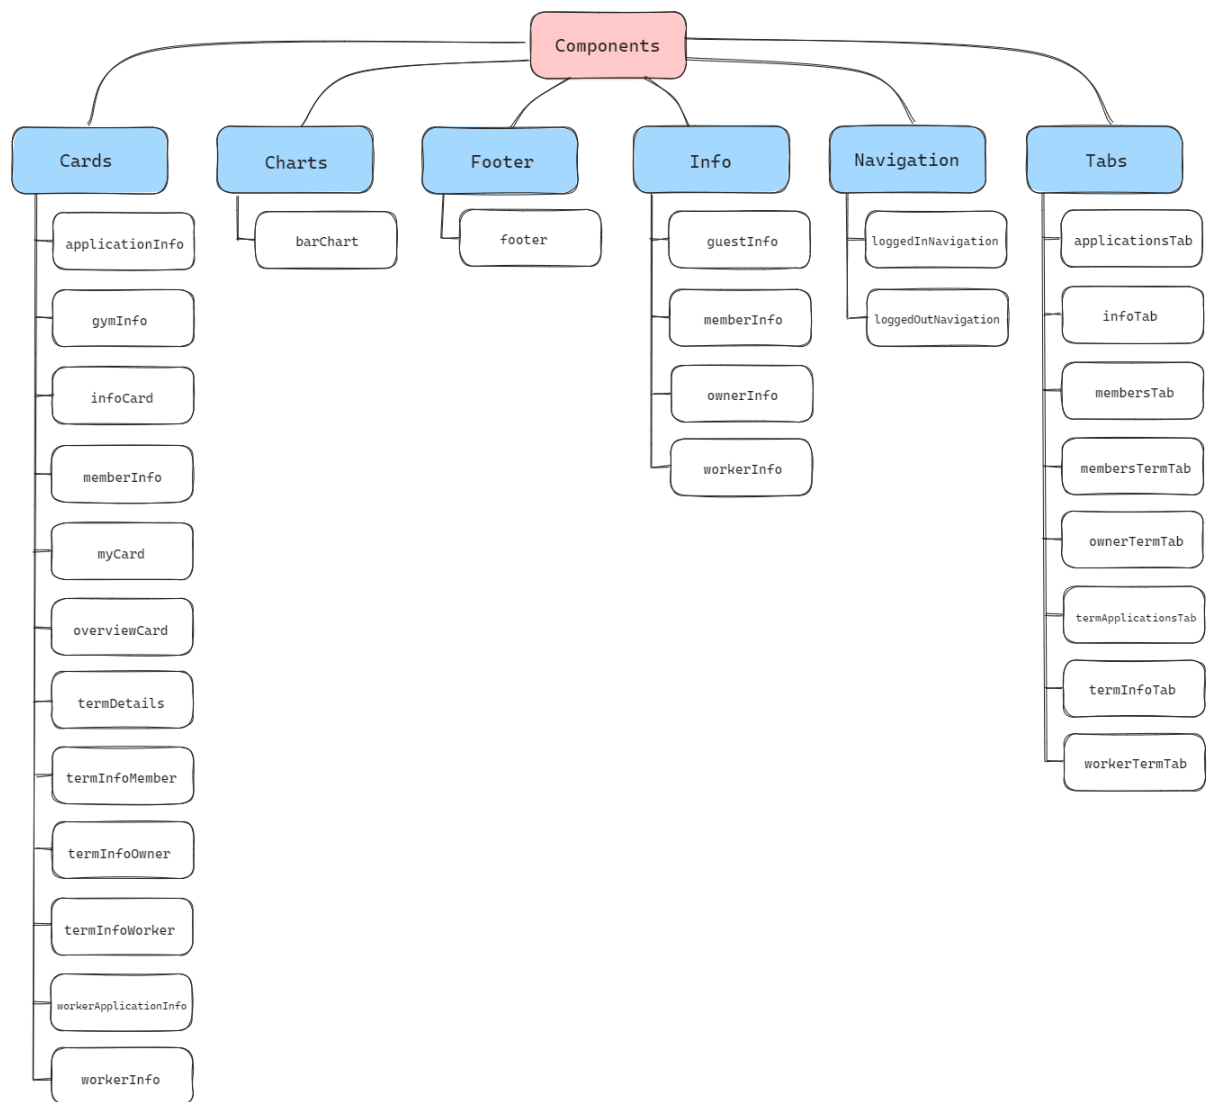 Components
Cards
applicationInfo
gymInfo
infoCard
memberInfo
myCard
overviewCard
termDetails
termInfoMember
termInfoOwner
termInfoWorker
workerApplicationInfo
workerInfo
Charts
barChart
Footer
footer
Info
guestInfo
memberInfo
ownerInfo
workerInfo
Navigation
loggedInNavigation
loggedOutNavigation
Tabs
applicationsTab
infoTab
membersTab
membersTermTab
ownerTermTab
termApplicationsTab
termInfoTab
workerTermTab